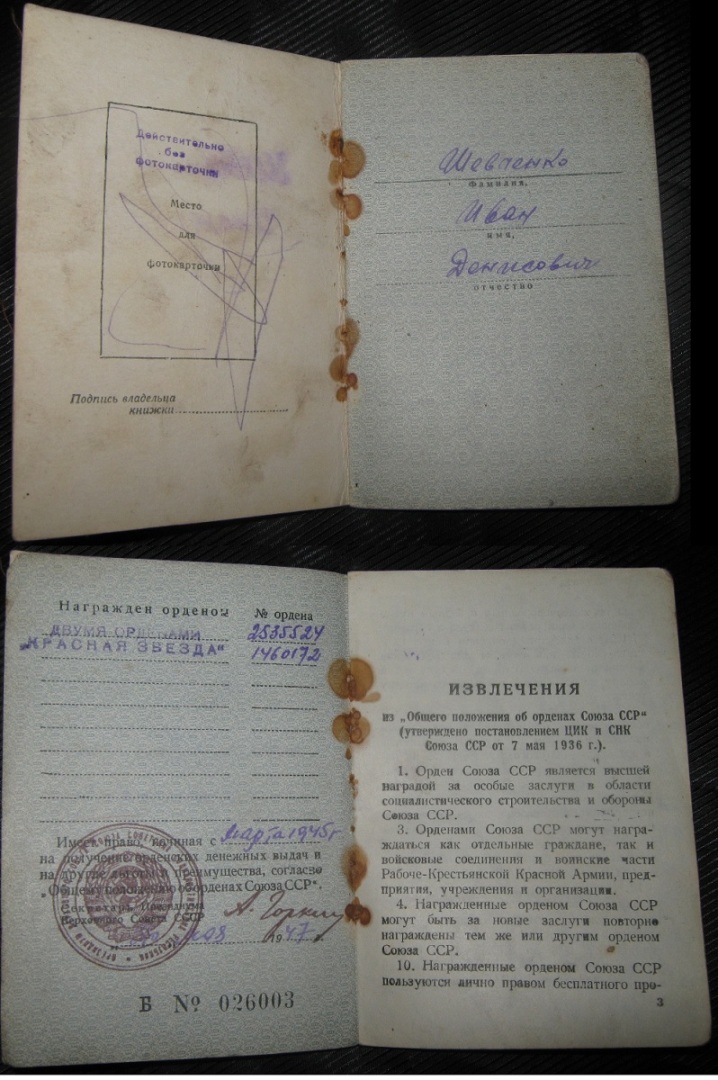 Действительно
без
фотокарточки
Место
для
фотокарточки
Подпись владельца
книжки
Шевченко
Фамилия,
Иван
имя,
Денисович
отчество
Награжден орденом № ордена
ДВУМЯ ОРДЕНАМИ 2535524
„КРАСНАЯ ЗВЕЗДА“ 1460172
Имеет право, начиная с Марта 1945г
на получение орденских денежных выдач и
на другие льготы и преимущества, согласно
„Общему положению об орденах Союза ССР“.
Секретарь Президиума
Верховного Совета СССР А. Горкин
1947 г.
Б № 026003
ИЗВЛЕЧЕНИЯ
из „Общего положения об орденах Союза ССР“
(утверждено постановлением ЦИК и СНК
Союза ССР от 7 мая 1936 г.).
1. Орден Союза ССР является высшей
наградой за особые заслуги в области
социалистического строительства и обороны
Союза ССР.
3. Орденами Союза ССР могут награ-
ждаться как отдельные граждане, так и
войсковые соединения и воинские части
Рабоче-Крестьянской Красной Армии, пред-
приятия, учреждения и организации.
4. Награжденные орденом Союза ССР
могут быть за новые заслуги повторно
награждены тем же или другим орденом
Союза ССР.
10. Награжденные орденом Союза ССР
пользуются лично правом бесплатного про-
3